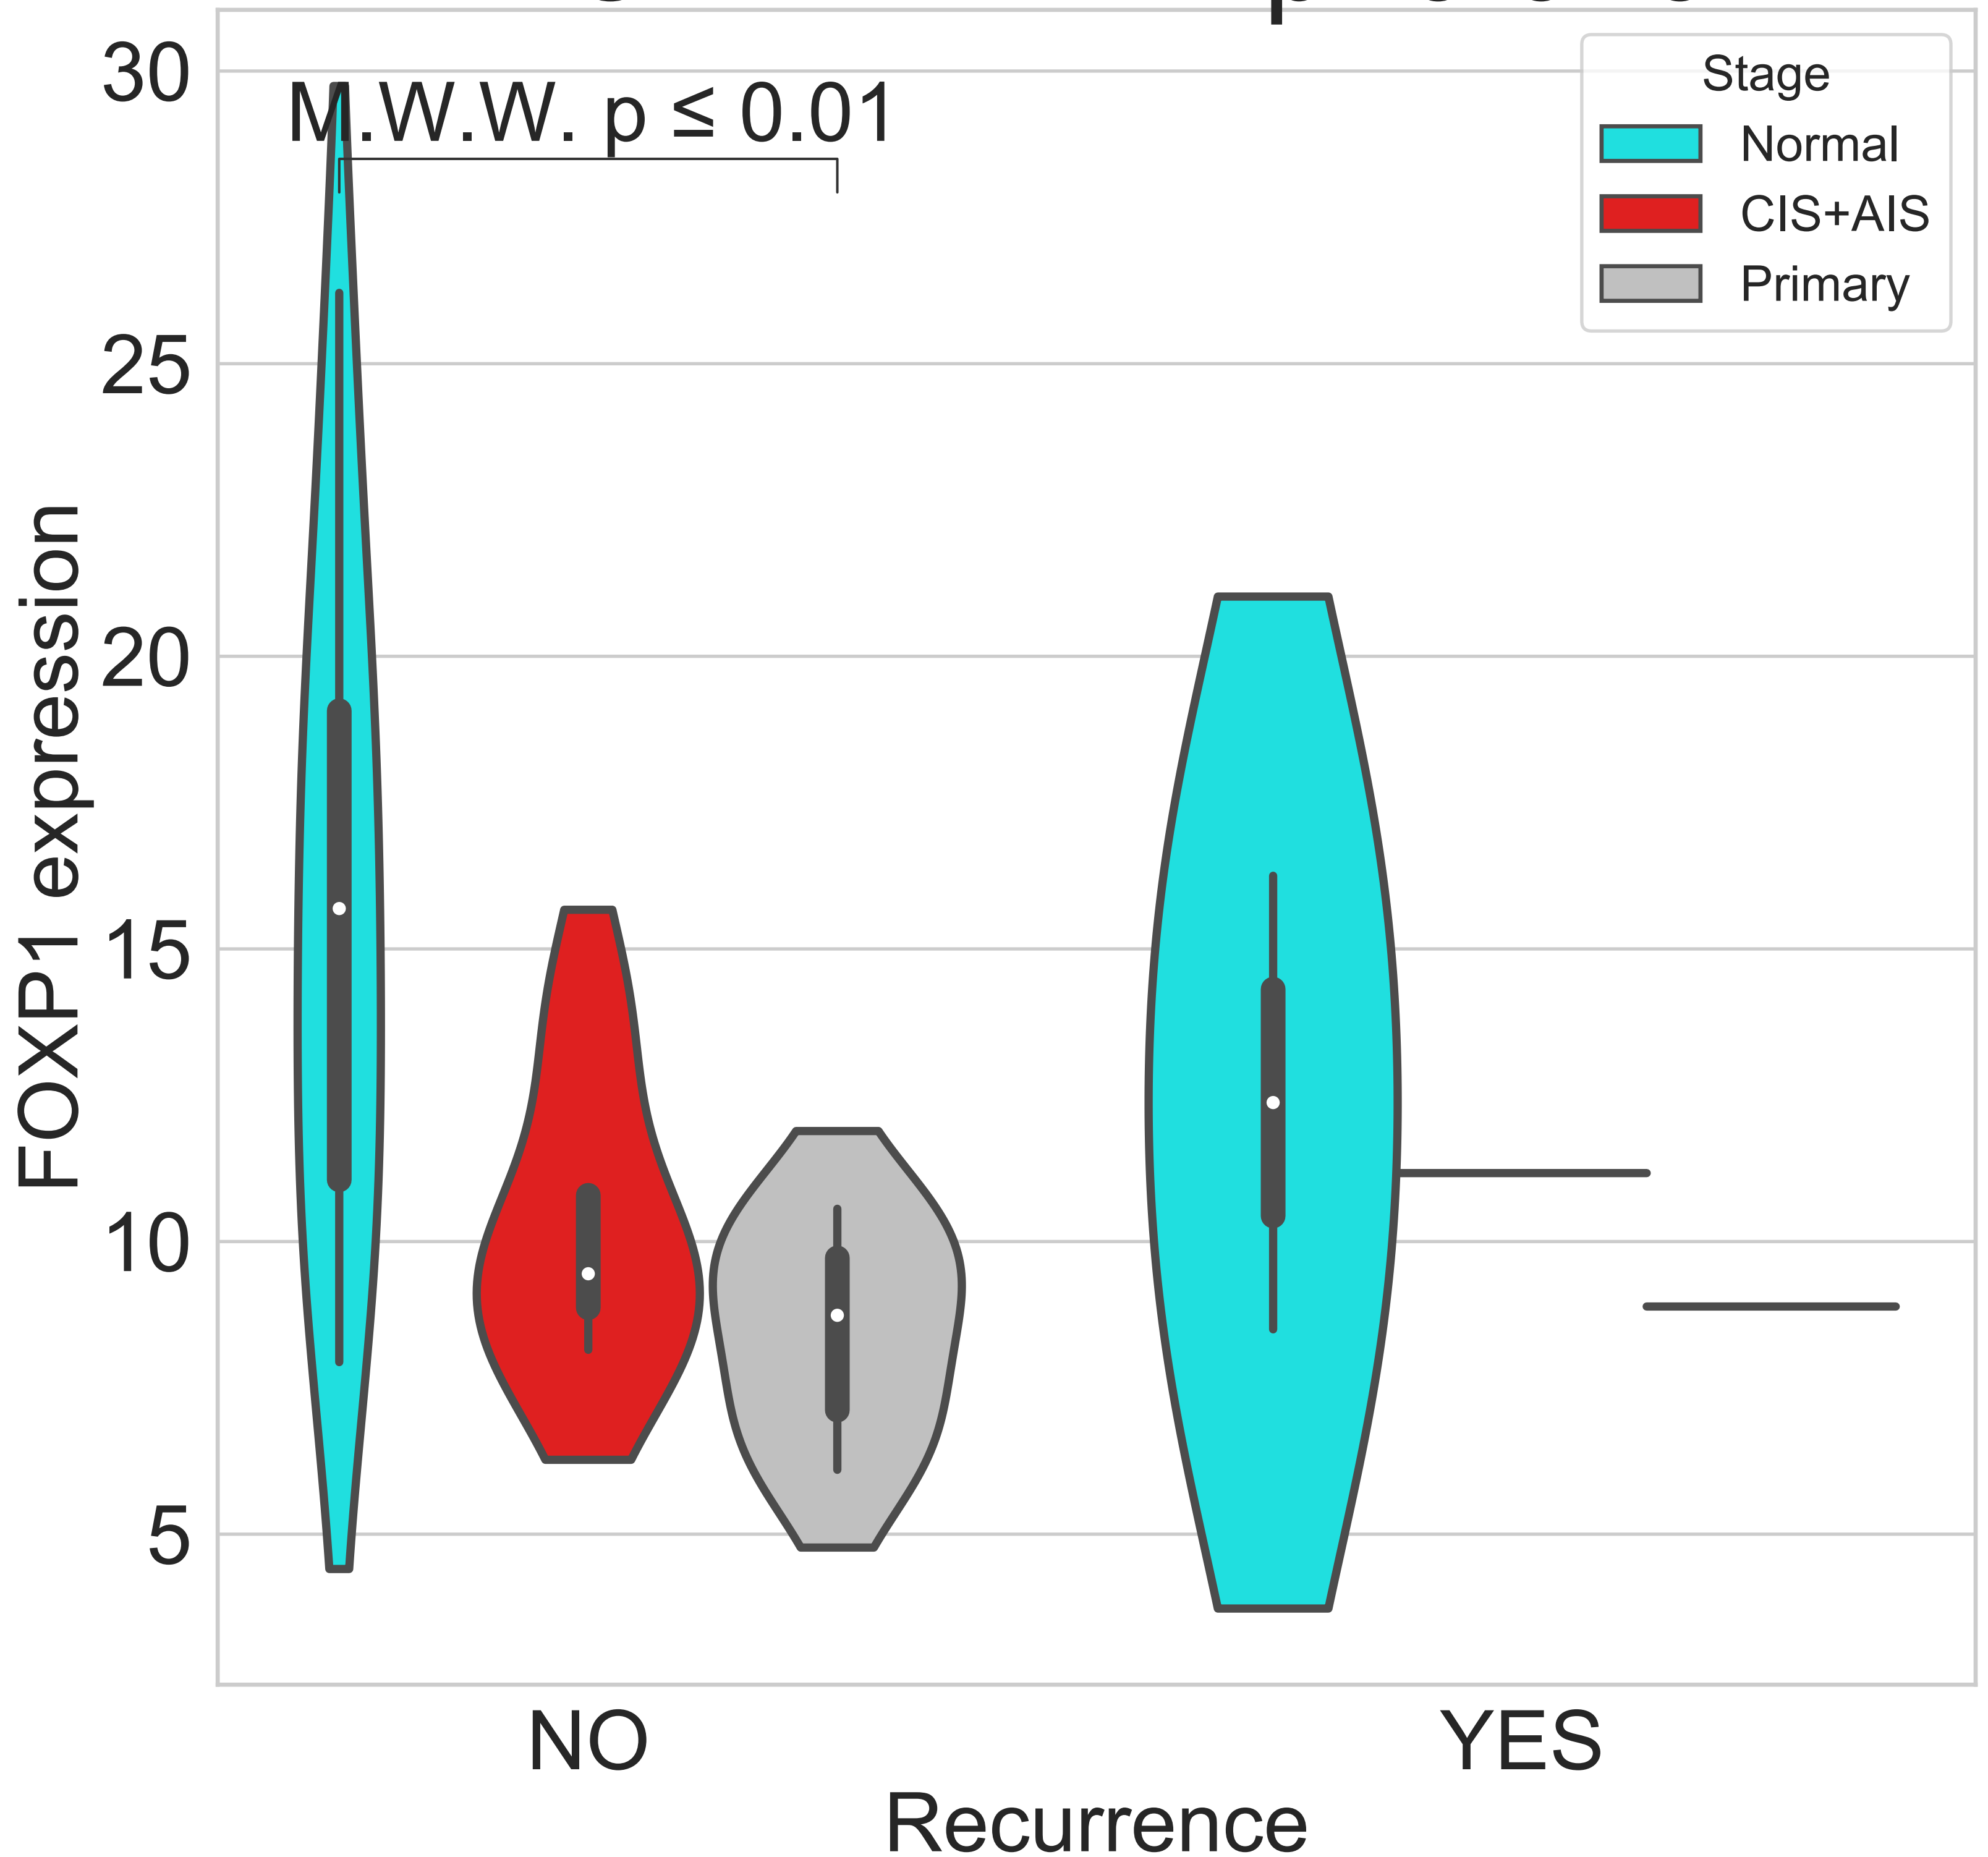 M.W.W. p ≤ 0.01
Stage
Normal
CIS+AIS
Primary
FOXP1 expression
30
25
20
15
10
5
NO
YES
Recurrence